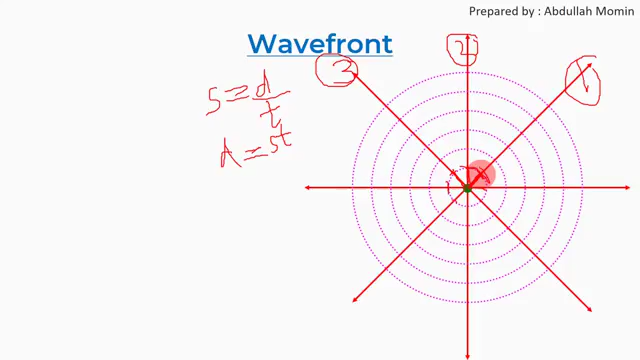 Prepared by : Abdullah Momin
Wavefront
3
2
1
S = d/t
d = st